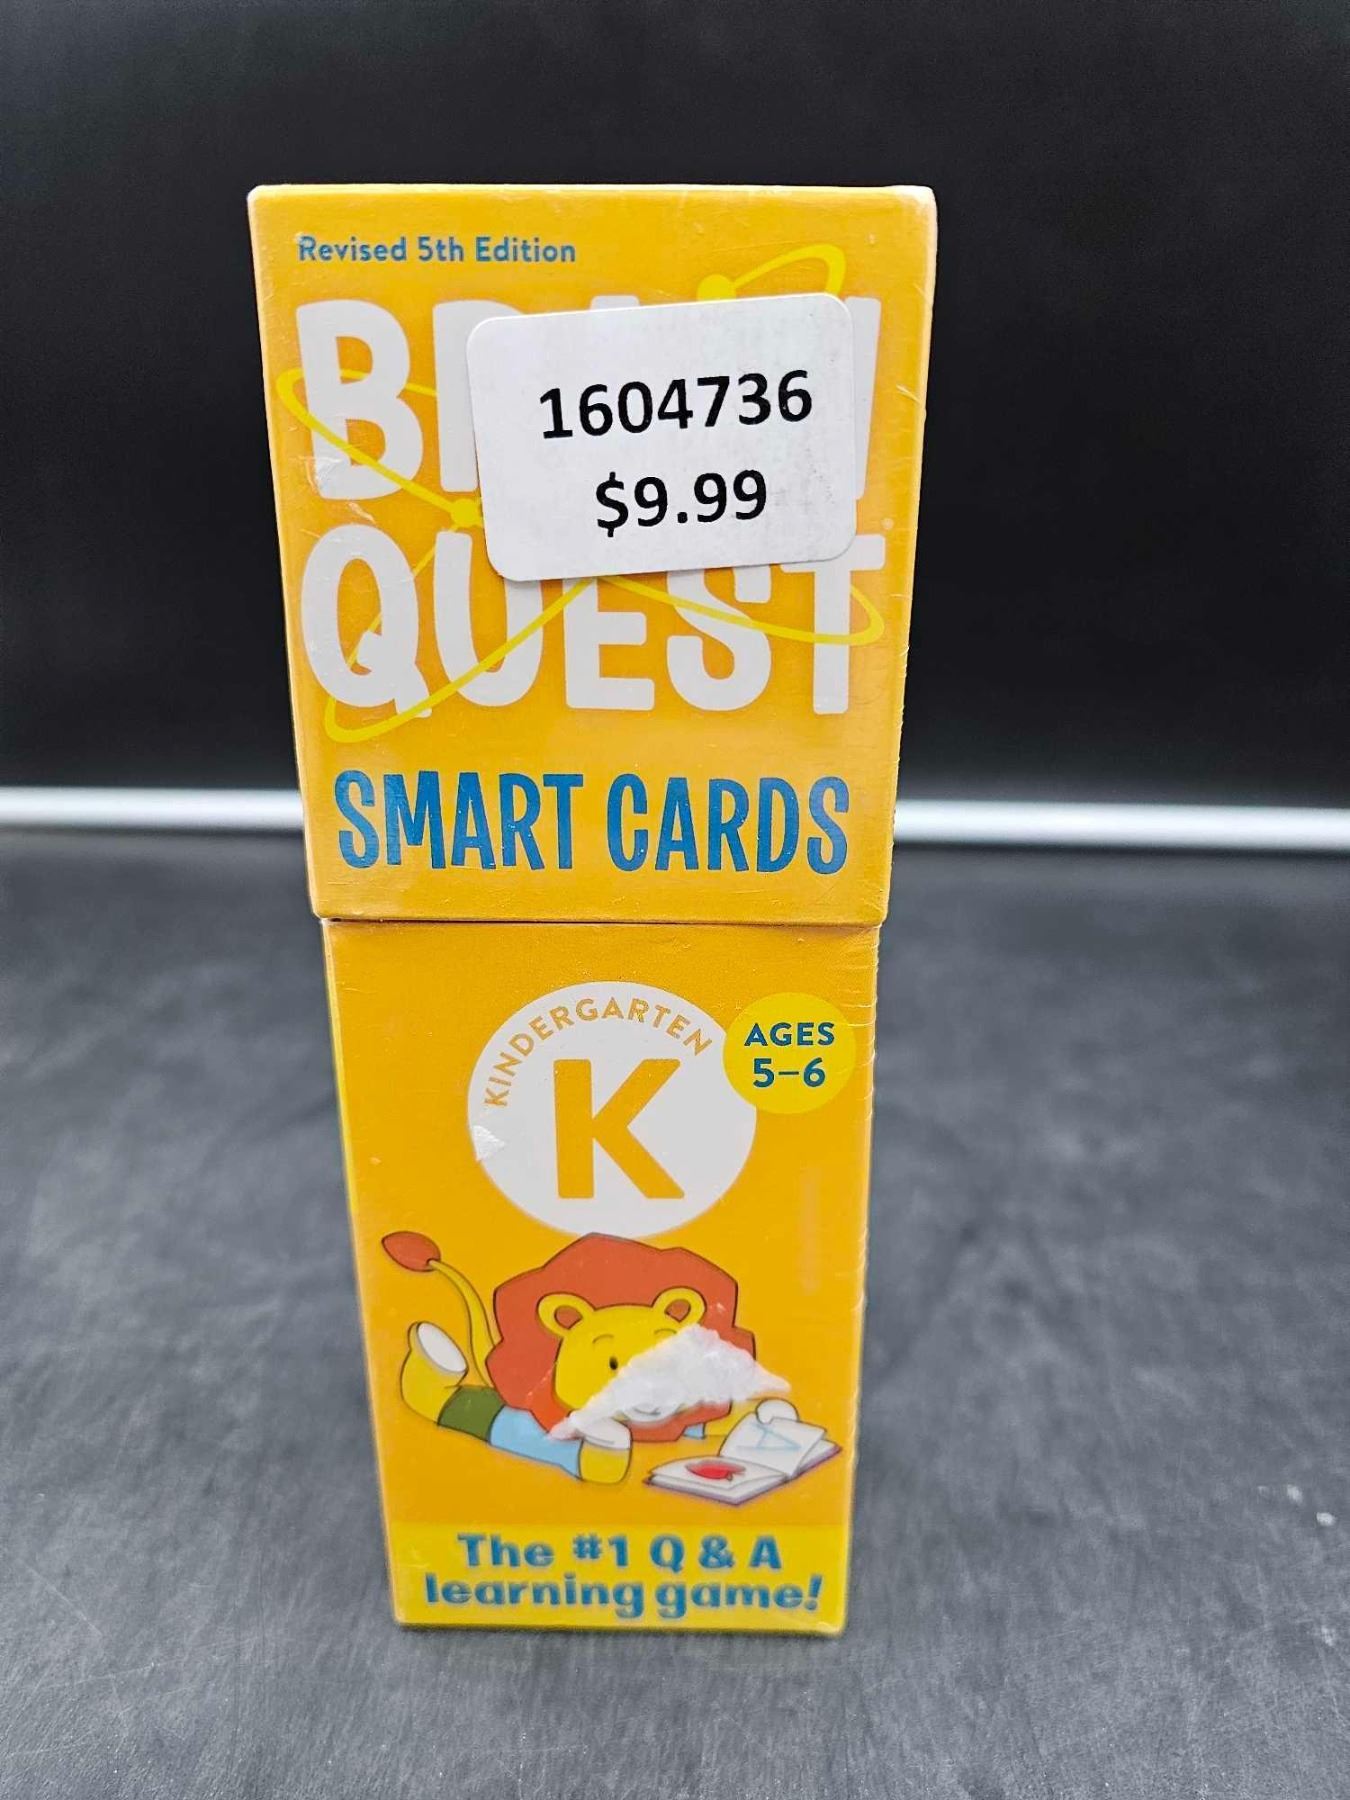 Revised 5th Edition
1604736
$9.99
QUEST
SMART CARDS
KINDERGARTEN
K
AGES
5–6
The #1 Q & A
learning game!